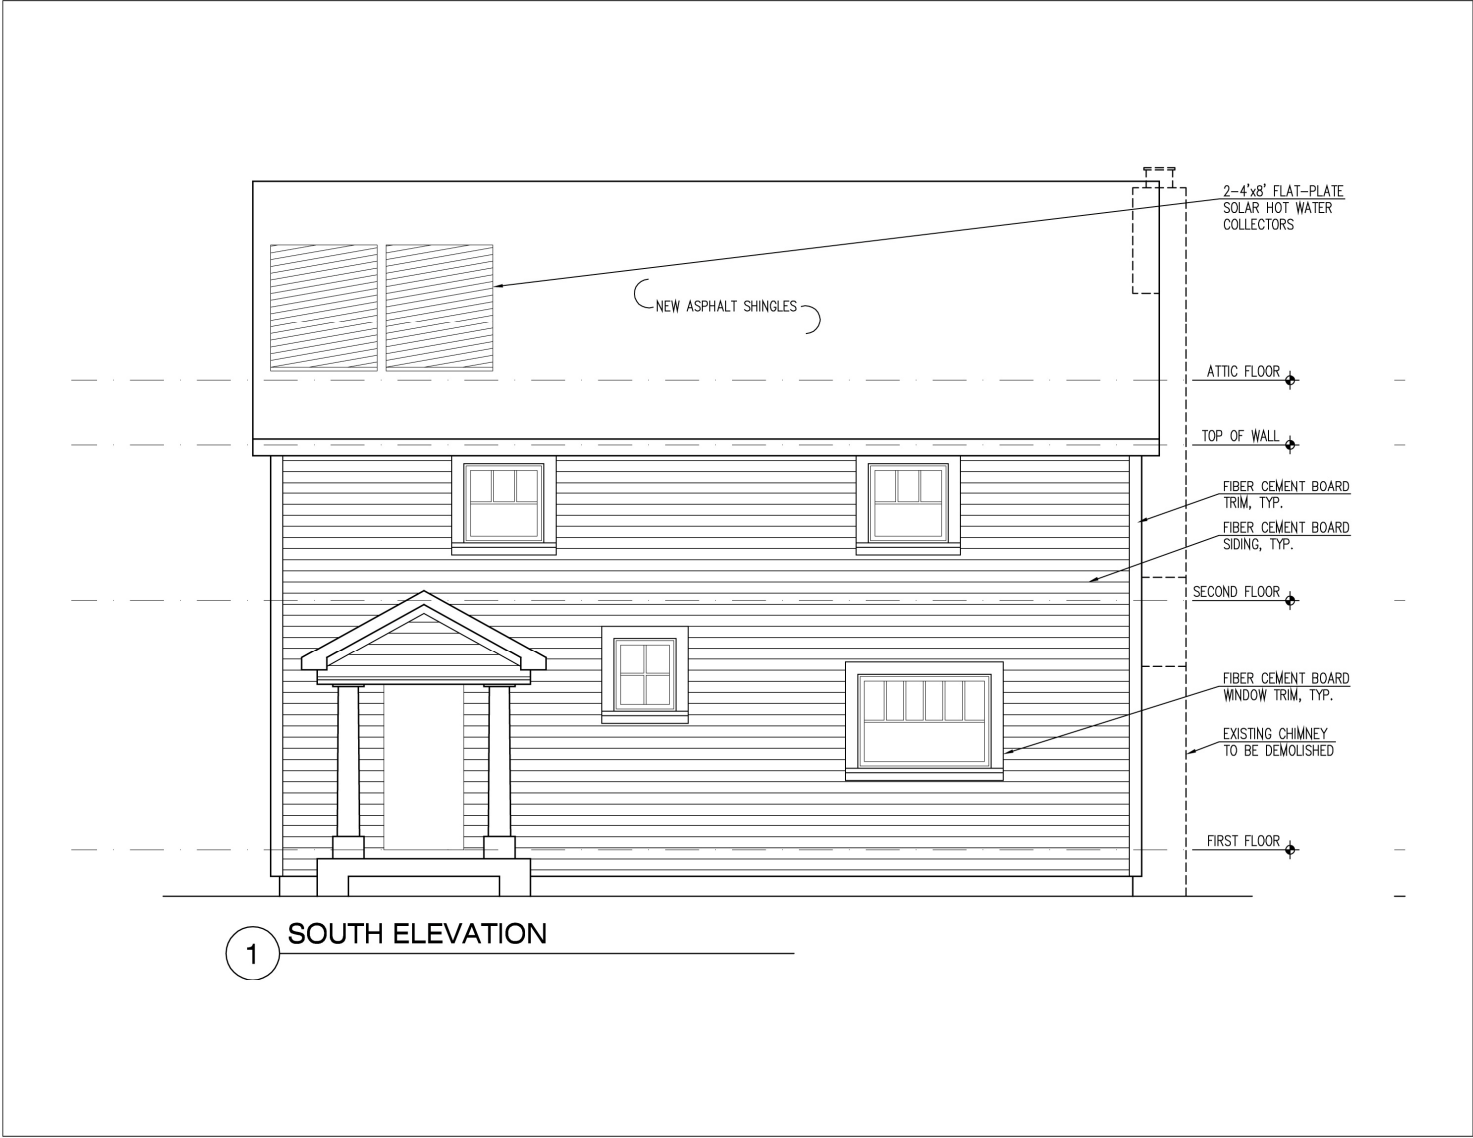 2-4'x8' FLAT-PLATE
SOLAR HOT WATER
COLLECTORS
NEW ASPHALT SHINGLES
ATTIC FLOOR
TOP OF WALL
FIBER CEMENT BOARD
TRIM, TYP.
FIBER CEMENT BOARD
SIDING, TYP.
SECOND FLOOR
FIBER CEMENT BOARD
WINDOW TRIM, TYP.
EXISTING CHIMNEY
TO BE DEMOLISHED
FIRST FLOOR
1 SOUTH ELEVATION